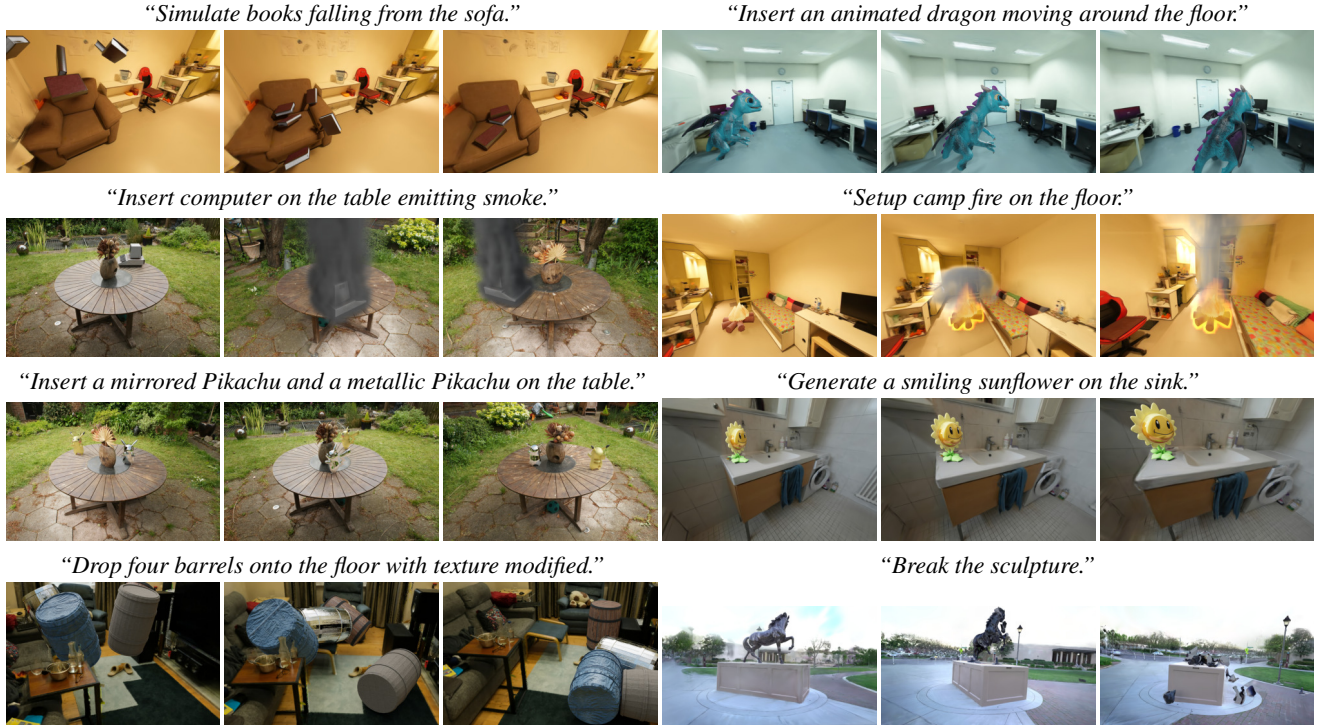 “Simulate books falling from the sofa.”
“Insert an animated dragon moving around the floor.”
“Insert computer on the table emitting smoke.”
“Setup camp fire on the floor.”
“Insert a mirrored Pikachu and a metallic Pikachu on the table.”
“Generate a smiling sunflower on the sink.”
“Drop four barrels onto the floor with texture modified.”
“Break the sculpture.”